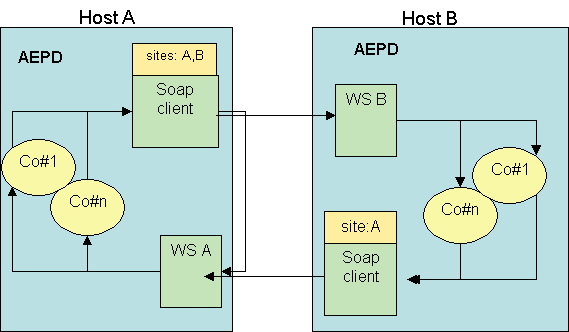 Host A
Host B
AEPD
AEPD
sites: A,B
Soap
client
WS B
Co#1
Co#n
Co#1
Co#n
WS A
site:A
Soap
client